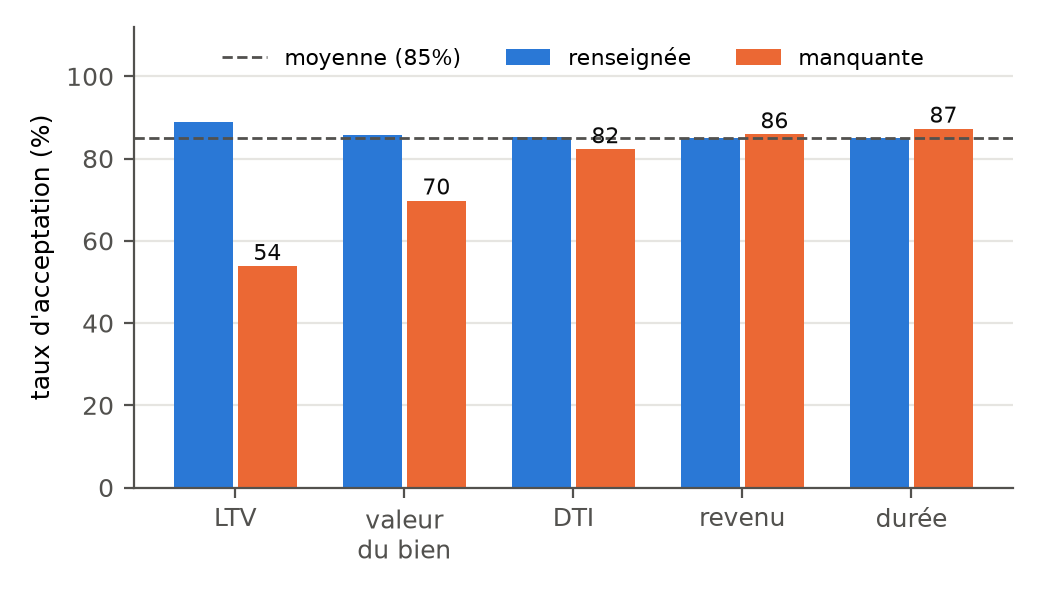 moyenne (85%) renseignée manquante
taux d'acceptation (%)
100
80
60
40
20
0
54
70
82
86
87
LTV
valeur
du bien
DTI
revenu
durée